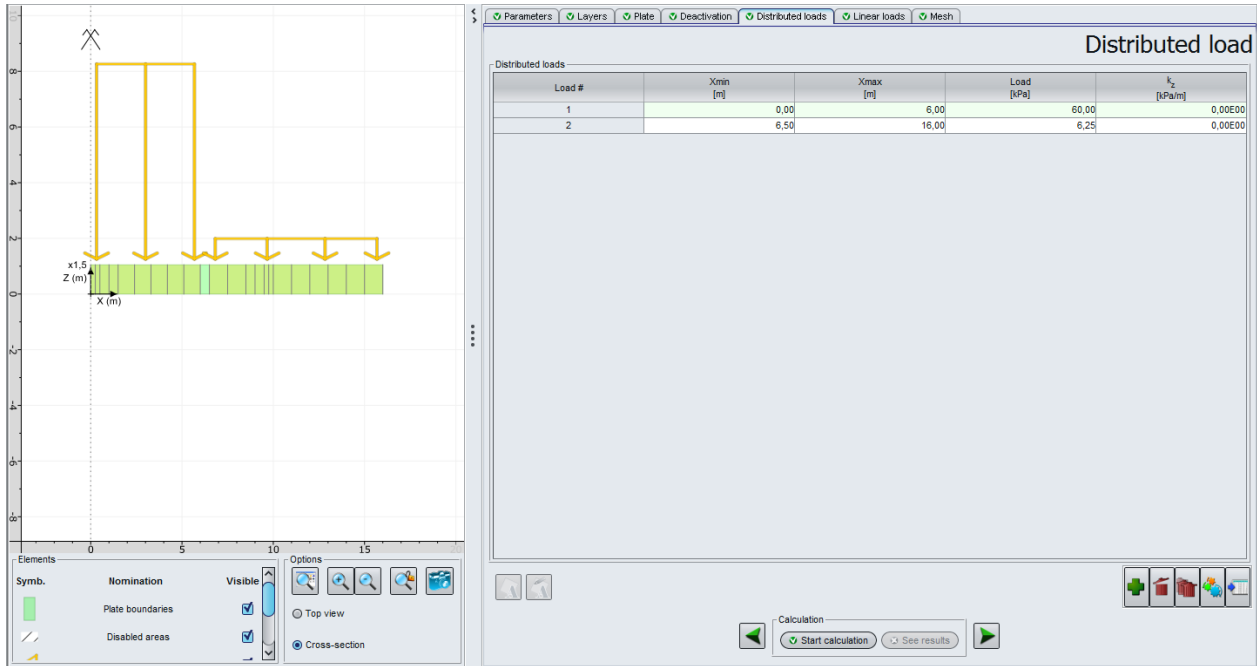 Parameters Layers Plate Deactivation Distributed loads Linear loads Mesh
Distributed load
Distributed loads
Load # Xmin [m] Xmax [m] Load [kPa] kz [kPa/m]
1 0,00 6,00 60,00 0,00E00
2 6,50 16,00 6,25 0,00E00
10
8
6
4
2
0
-2
-4
-6
-8
x1,5
Z (m)
X (m)
0 5 10 15 20
Elements
Symb. Nomination Visible
Plate boundaries
Disabled areas
Options
Top view
Cross-section
Calculation
Start calculation See results